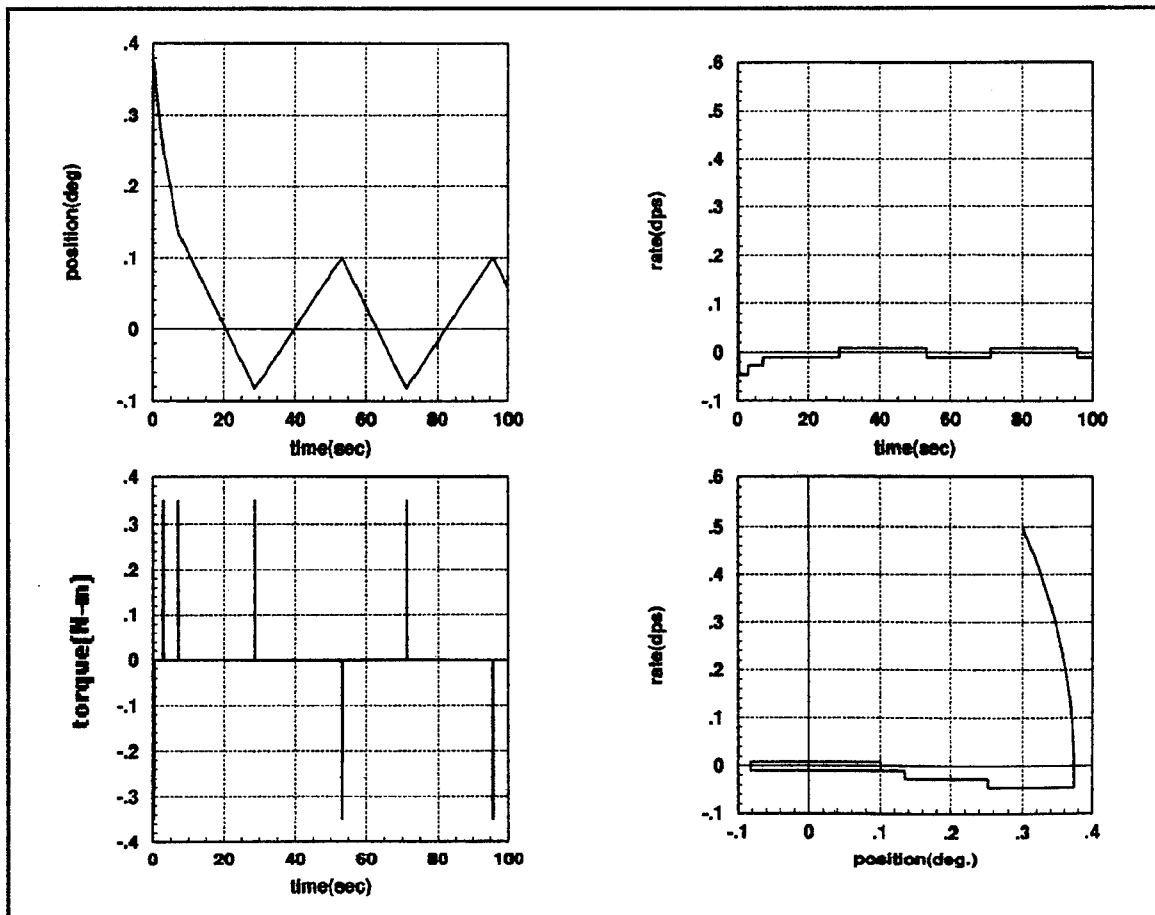 .4
.3
.2
.1
0
-.1
position(deg)
0 20 40 60 80 100
time(sec)
.6
.5
.4
.3
.2
.1
0
-.1
rate(dps)
0 20 40 60 80 100
time(sec)
.4
.3
.2
.1
0
-.1
-.2
-.3
-.4
torque[N-m]
0 20 40 60 80 100
time(sec)
.6
.5
.4
.3
.2
.1
0
-.1
rate(dps)
-.1 0 .1 .2 .3 .4
position(deg.)